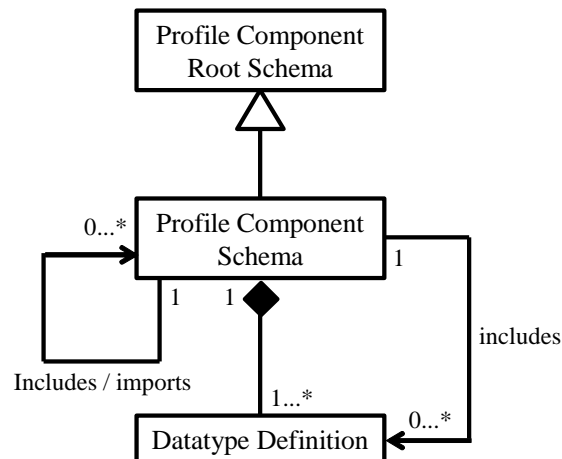 Profile Component
Root Schema
0...*
Profile Component
Schema
1
1
1
includes
Includes / imports
1...*
0...*
Datatype Definition